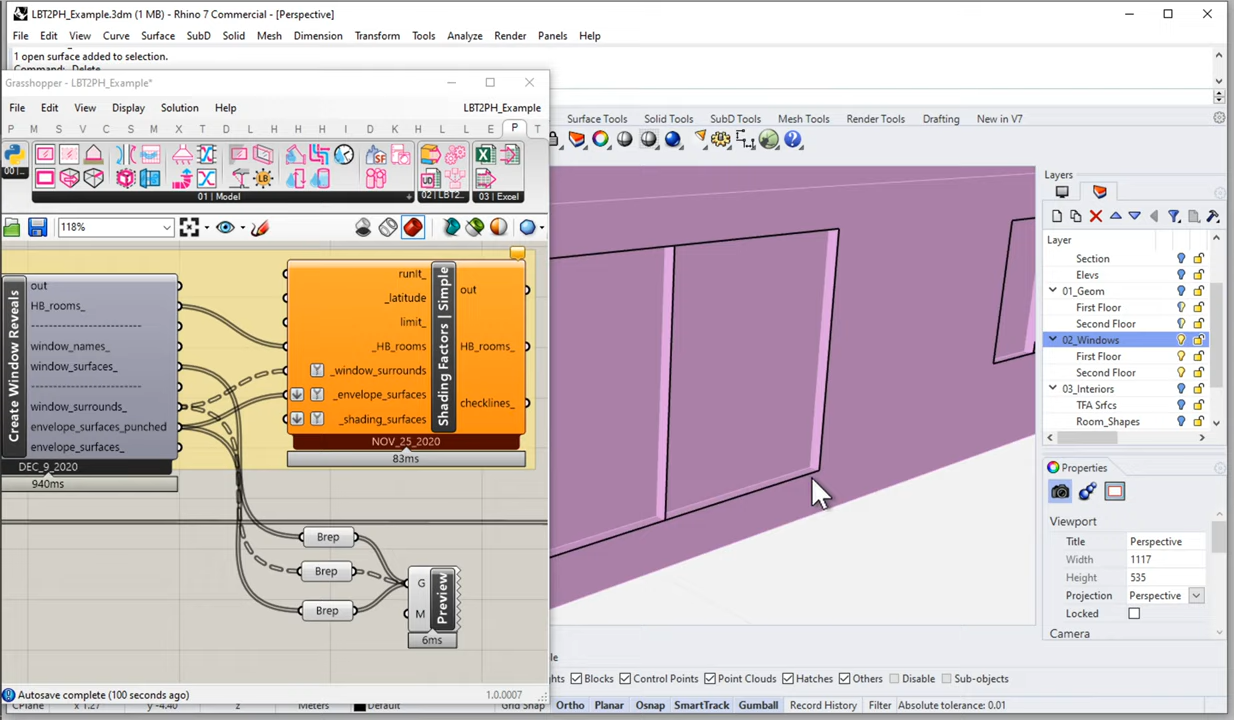 LBT2PH_Example.3dm (1 MB) - Rhino 7 Commercial - [Perspective]
File Edit View Curve Surface SubD Solid Mesh Dimension Transform Tools Analyze Render Panels Help
1 open surface added to selection.
Command: Delete
Grasshopper - LBT2PH_Example*
File Edit View Display Solution Help LBT2PH_Example
P M S V C I S M X T D U K F H I D K H L L E P T
Surface Tools Solid Tools SubD Tools Mesh Tools Render Tools Drafting New in V7
01 | Model
02 | LBT2...
03 | Excel
118%
Layers
Layer
Section
Elevs
01_Geom
First Floor
Second Floor
02_Windows
First Floor
Second Floor
03_Interiors
TFA Srfcs
Room_Shapes
Create Window Reveals
out
HB_rooms_
------------------------
window_names_
window_surfaces_
------------------------
window_surrounds_
envelope_surfaces_punched
envelope_surfaces_
DEC_9_2020
940ms
runIt_
_latitude
limit_
_HB_rooms
_window_surrounds
_envelope_surfaces
_shading_surfaces
Shading Factors | Simple
out
HB_rooms_
checklines_
NOV_25_2020
83ms
Brep
Brep
Brep
G
M
Preview
6ms
Properties
Viewport
Title Perspective
Width 1117
Height 535
Projection Perspective
Locked
Camera
Autosave complete (100 seconds ago) 1.0.0007
Blocks Control Points Point Clouds Hatches Others Disable Sub-objects
CPlane x 1.27 y -4.40 z Meters Default Grid Snap Ortho Planar Osnap SmartTrack Gumball Record History Filter Absolute tolerance: 0.01